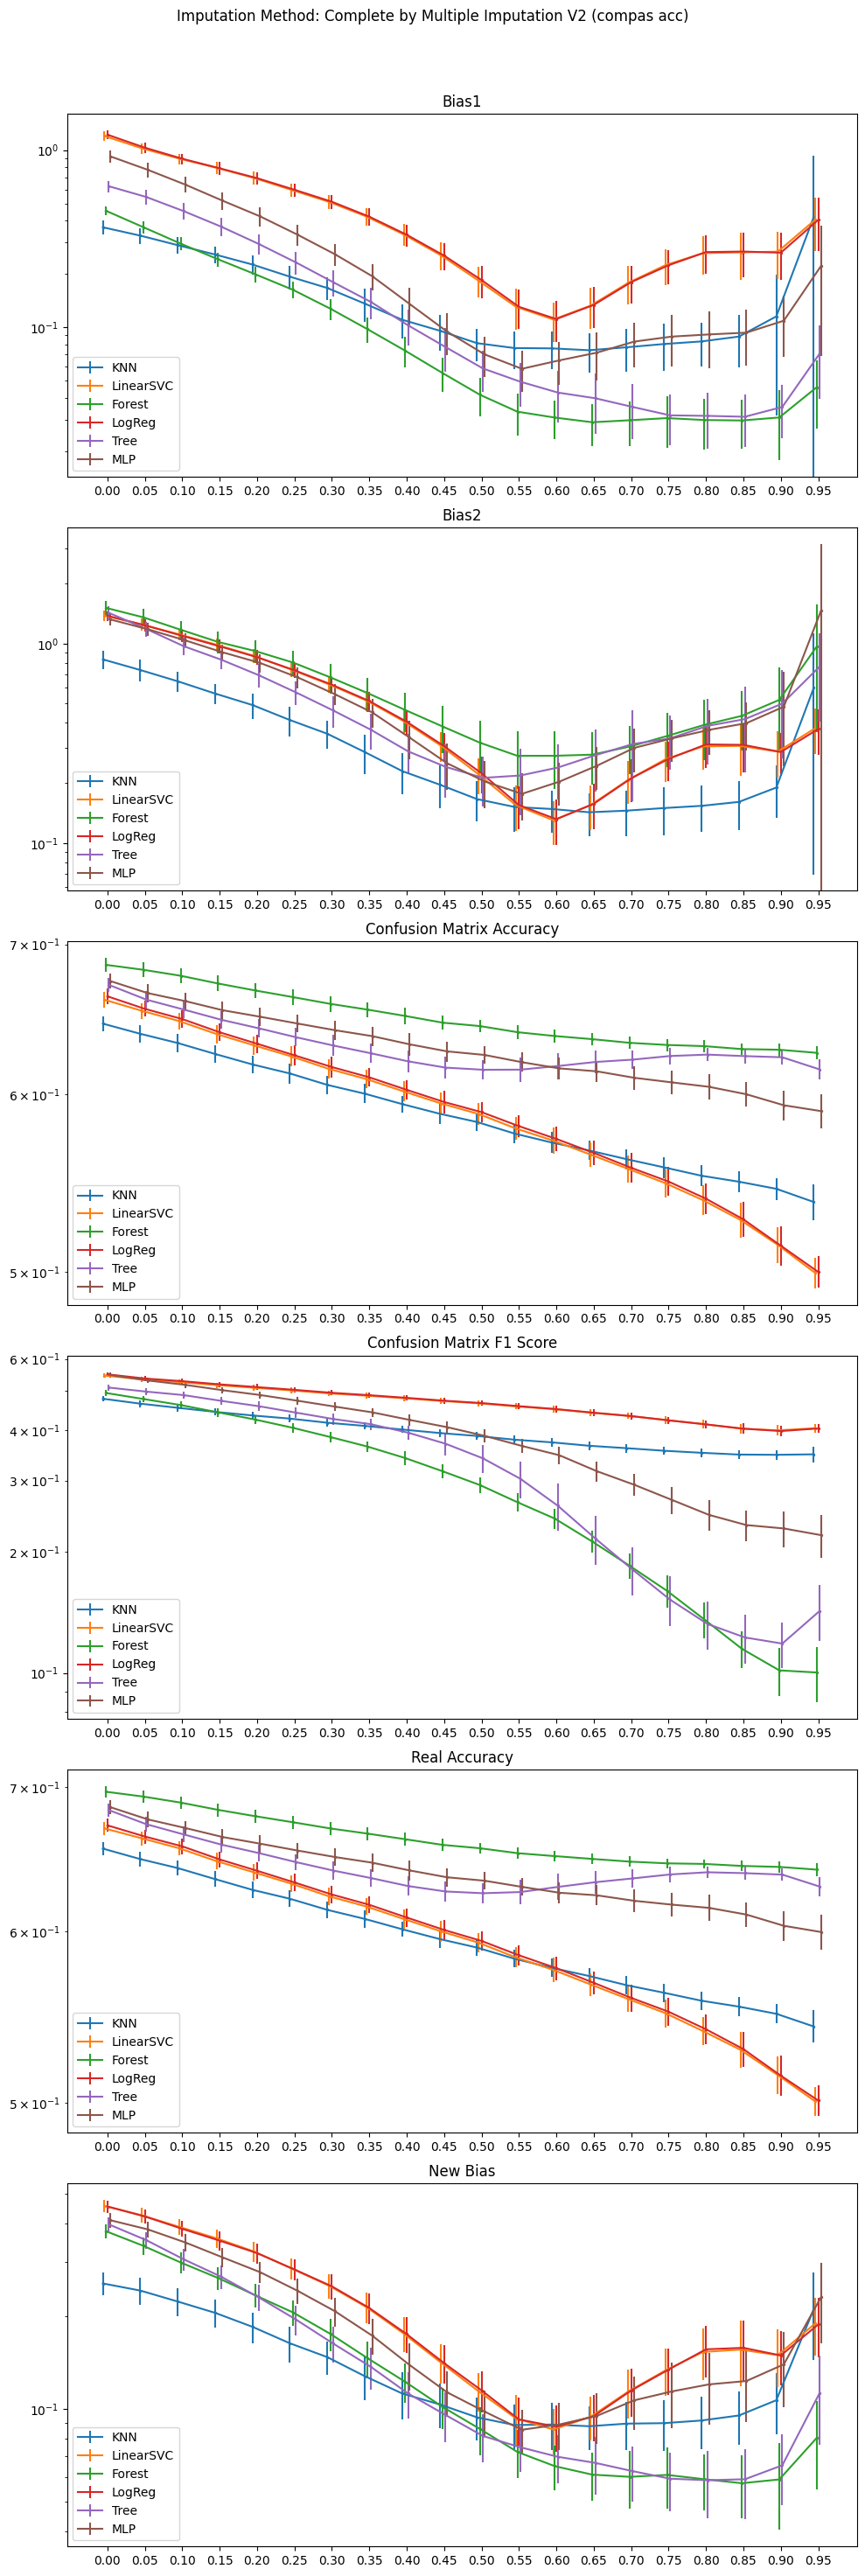 Imputation Method: Complete by Multiple Imputation V2 (compas acc)
Bias1
10⁰
10⁻¹
KNN
LinearSVC
Forest
LogReg
Tree
MLP
0.00 0.05 0.10 0.15 0.20 0.25 0.30 0.35 0.40 0.45 0.50 0.55 0.60 0.65 0.70 0.75 0.80 0.85 0.90 0.95
Bias2
10⁰
10⁻¹
KNN
LinearSVC
Forest
LogReg
Tree
MLP
0.00 0.05 0.10 0.15 0.20 0.25 0.30 0.35 0.40 0.45 0.50 0.55 0.60 0.65 0.70 0.75 0.80 0.85 0.90 0.95
Confusion Matrix Accuracy
7 × 10⁻¹
6 × 10⁻¹
5 × 10⁻¹
KNN
LinearSVC
Forest
LogReg
Tree
MLP
0.00 0.05 0.10 0.15 0.20 0.25 0.30 0.35 0.40 0.45 0.50 0.55 0.60 0.65 0.70 0.75 0.80 0.85 0.90 0.95
Confusion Matrix F1 Score
6 × 10⁻¹
4 × 10⁻¹
3 × 10⁻¹
2 × 10⁻¹
10⁻¹
KNN
LinearSVC
Forest
LogReg
Tree
MLP
0.00 0.05 0.10 0.15 0.20 0.25 0.30 0.35 0.40 0.45 0.50 0.55 0.60 0.65 0.70 0.75 0.80 0.85 0.90 0.95
Real Accuracy
7 × 10⁻¹
6 × 10⁻¹
5 × 10⁻¹
KNN
LinearSVC
Forest
LogReg
Tree
MLP
0.00 0.05 0.10 0.15 0.20 0.25 0.30 0.35 0.40 0.45 0.50 0.55 0.60 0.65 0.70 0.75 0.80 0.85 0.90 0.95
New Bias
10⁻¹
KNN
LinearSVC
Forest
LogReg
Tree
MLP
0.00 0.05 0.10 0.15 0.20 0.25 0.30 0.35 0.40 0.45 0.50 0.55 0.60 0.65 0.70 0.75 0.80 0.85 0.90 0.95